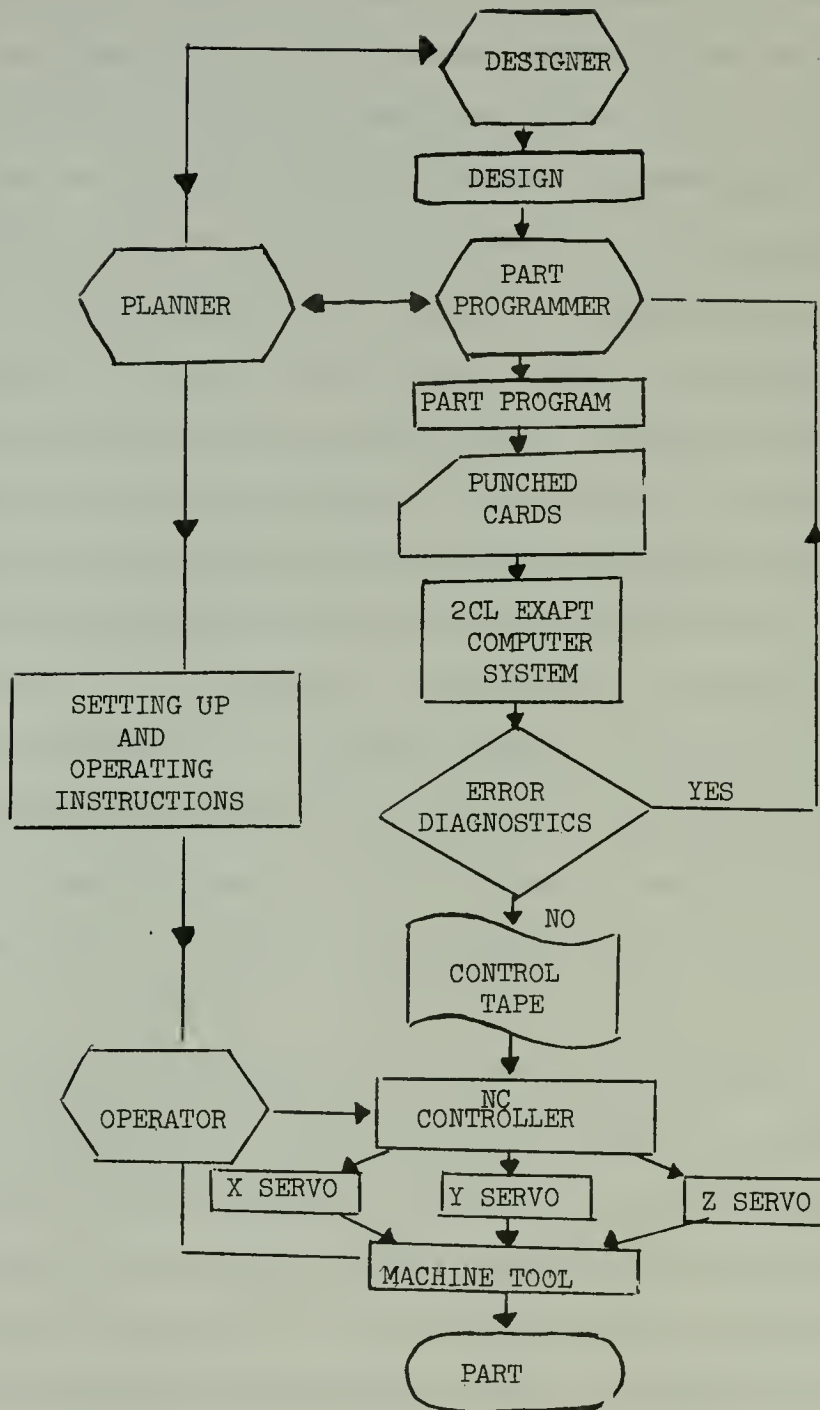 DESIGNER
DESIGN
PLANNER
PART
PROGRAMMER
PART PROGRAM
PUNCHED
CARDS
2CL EXAPT
COMPUTER
SYSTEM
SETTING UP
AND
OPERATING
INSTRUCTIONS
ERROR
DIAGNOSTICS
YES
NO
CONTROL
TAPE
OPERATOR
NC
CONTROLLER
X SERVO
Y SERVO
Z SERVO
MACHINE TOOL
PART